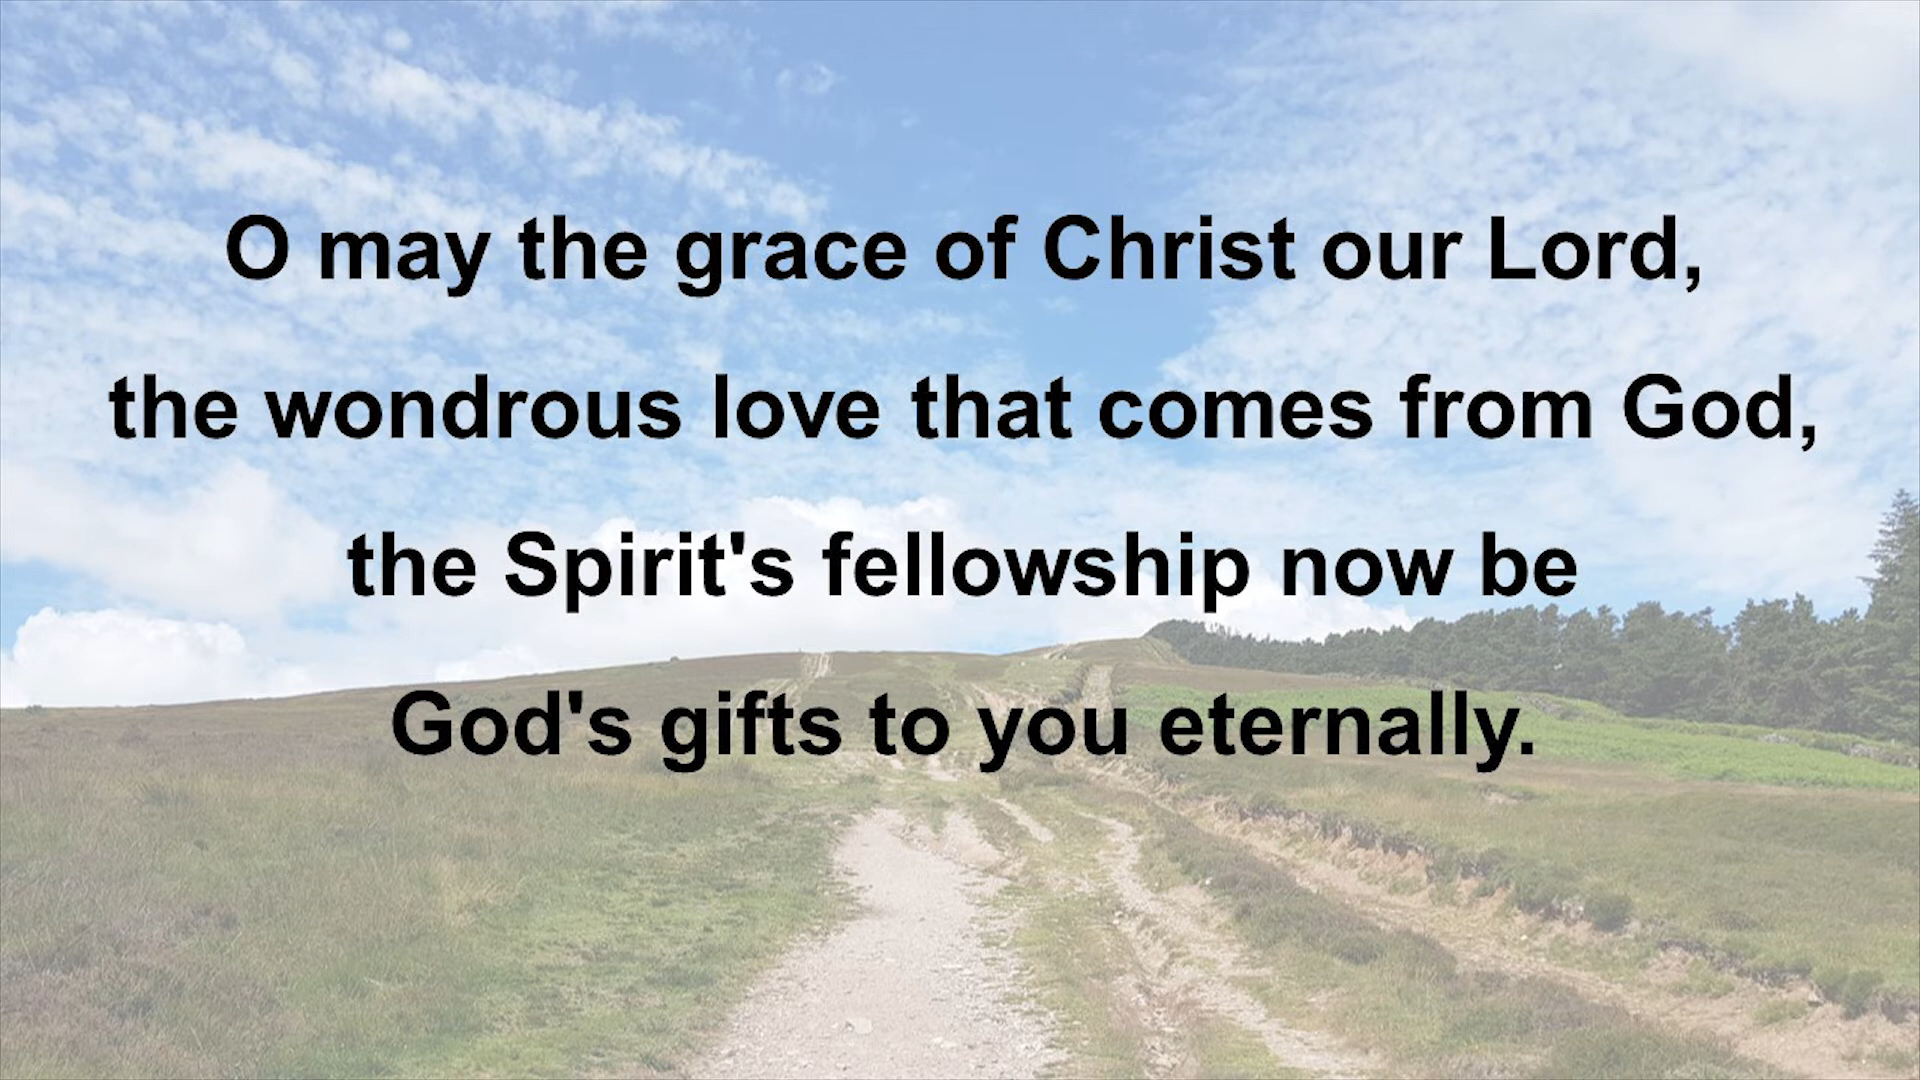 O may the grace of Christ our Lord,
the wondrous love that comes from God,
the Spirit's fellowship now be
God's gifts to you eternally.